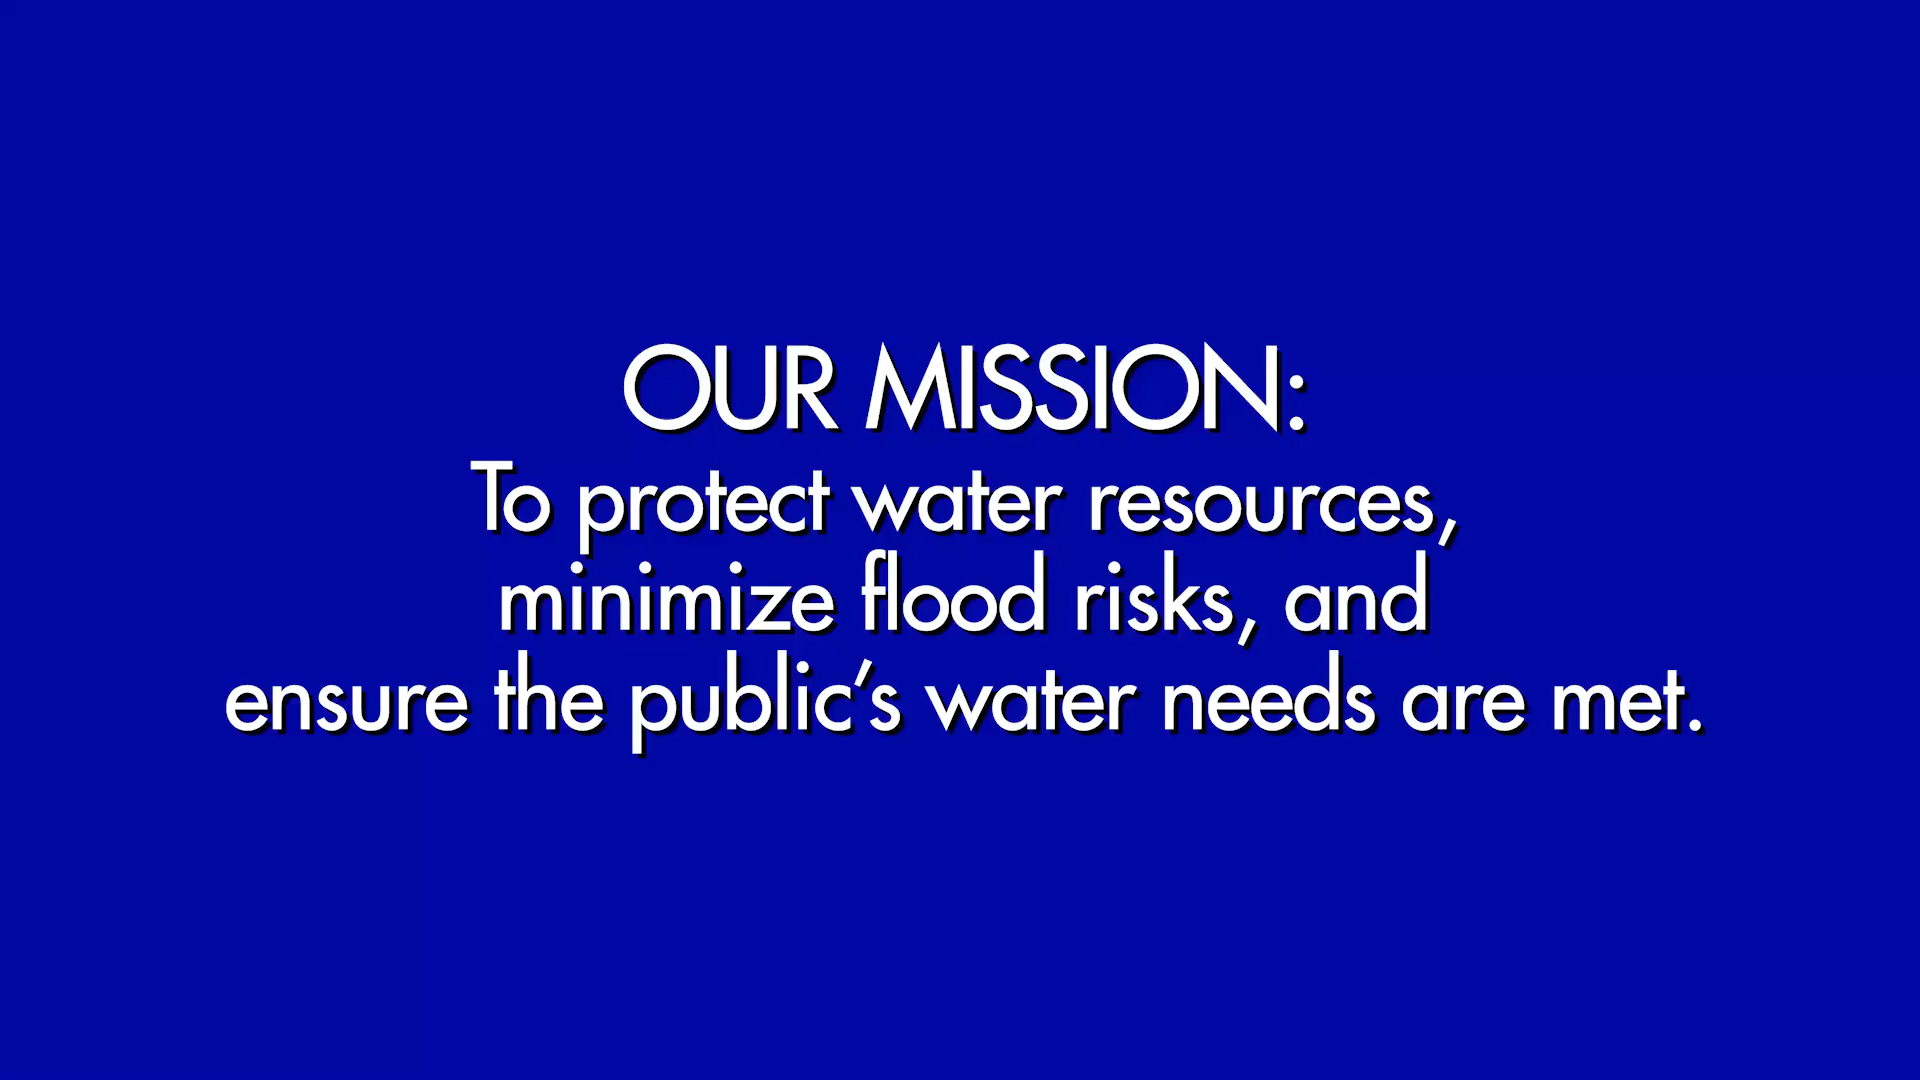 OUR MISSION:
To protect water resources,
minimize flood risks, and
ensure the public’s water needs are met.